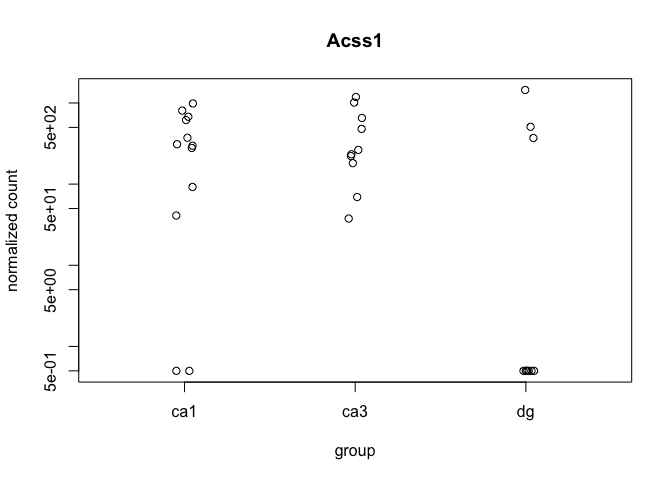 Acss1
normalized count
5e+02
5e+01
5e+00
5e-01
ca1 ca3 dg
group